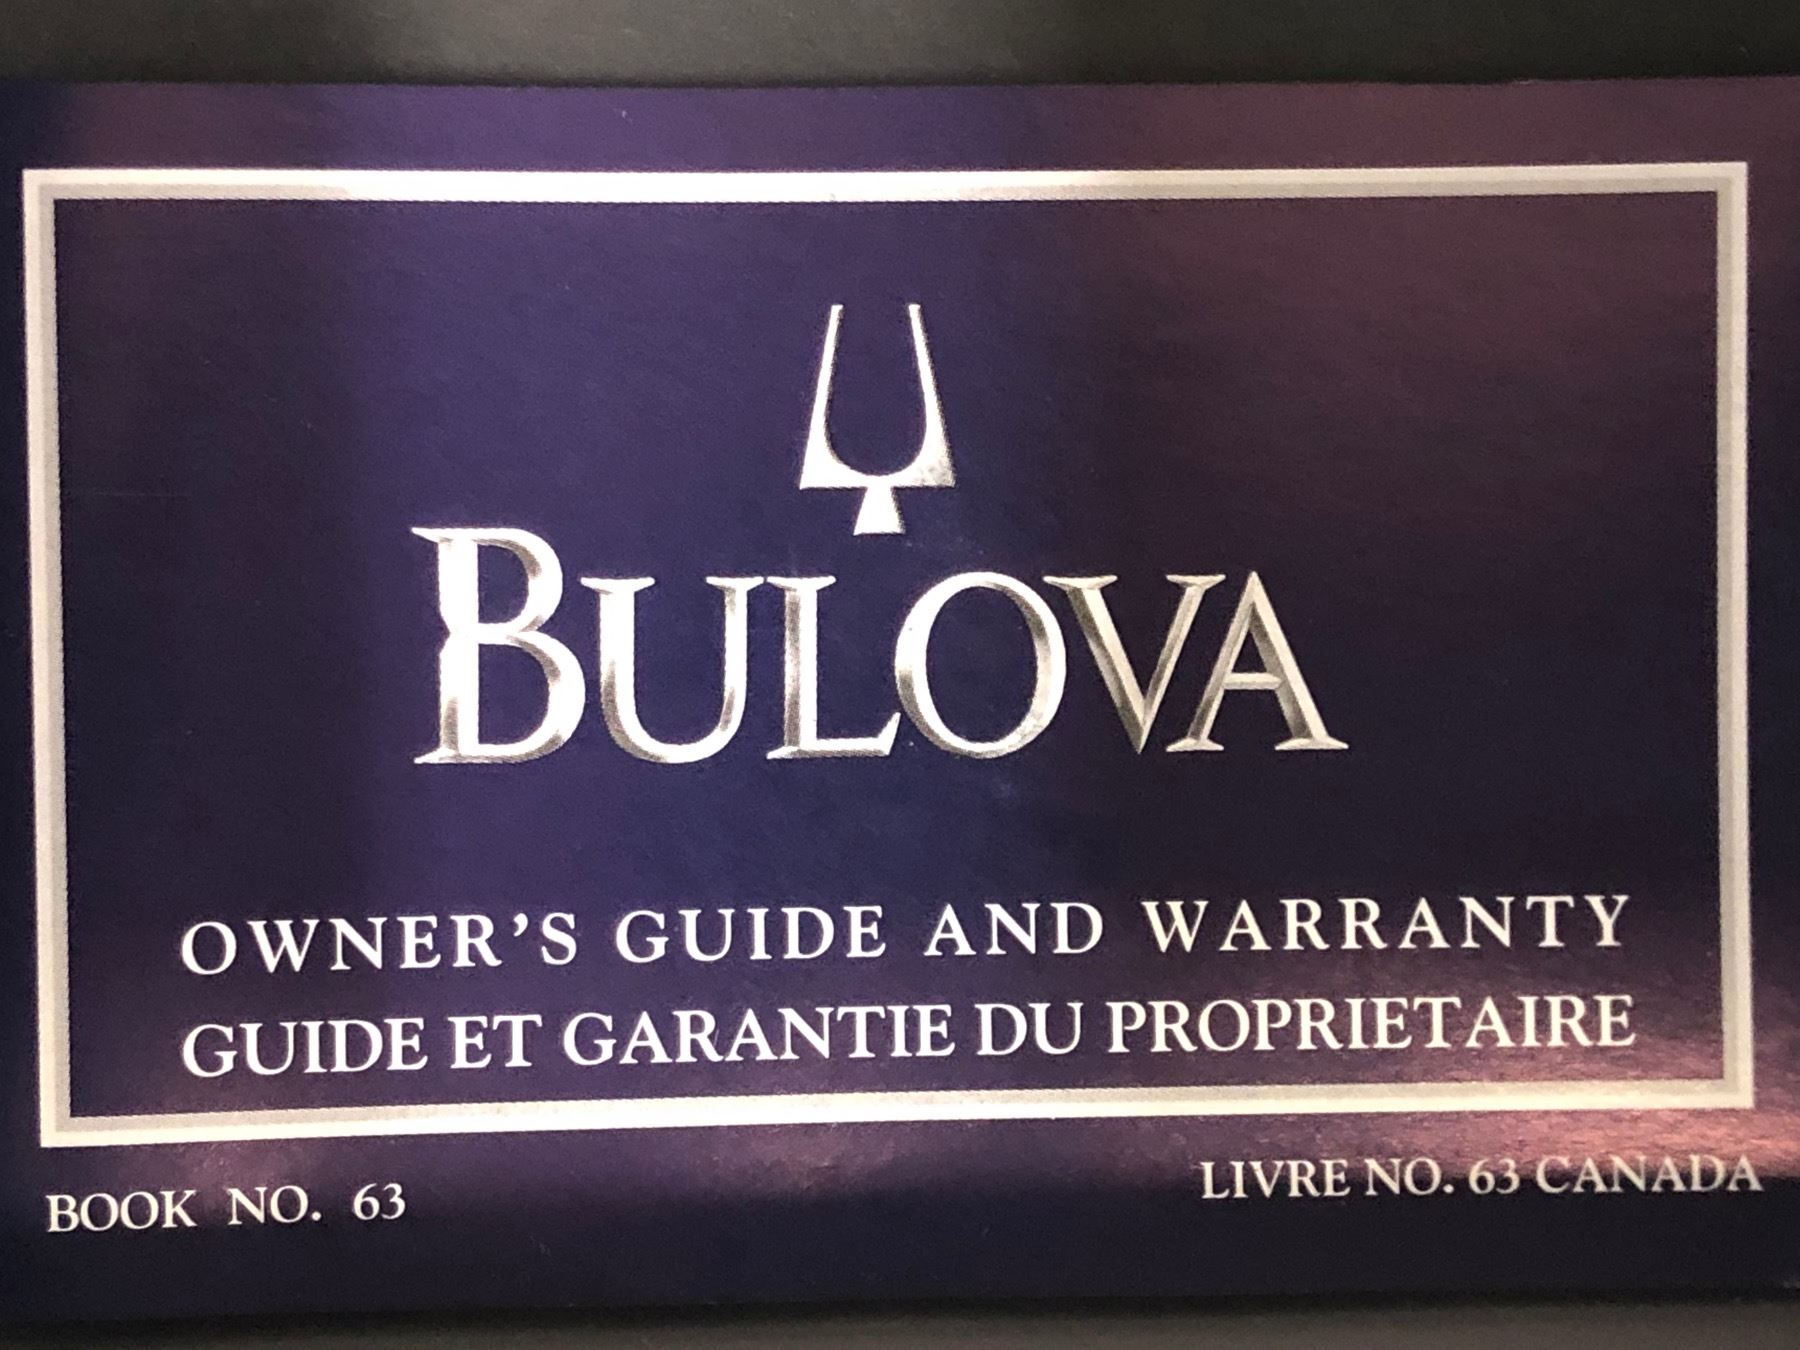 BULOVA
OWNER'S GUIDE AND WARRANTY
GUIDE ET GARANTIE DU PROPRIETAIRE
BOOK NO. 63
LIVRE NO. 63 CANADA